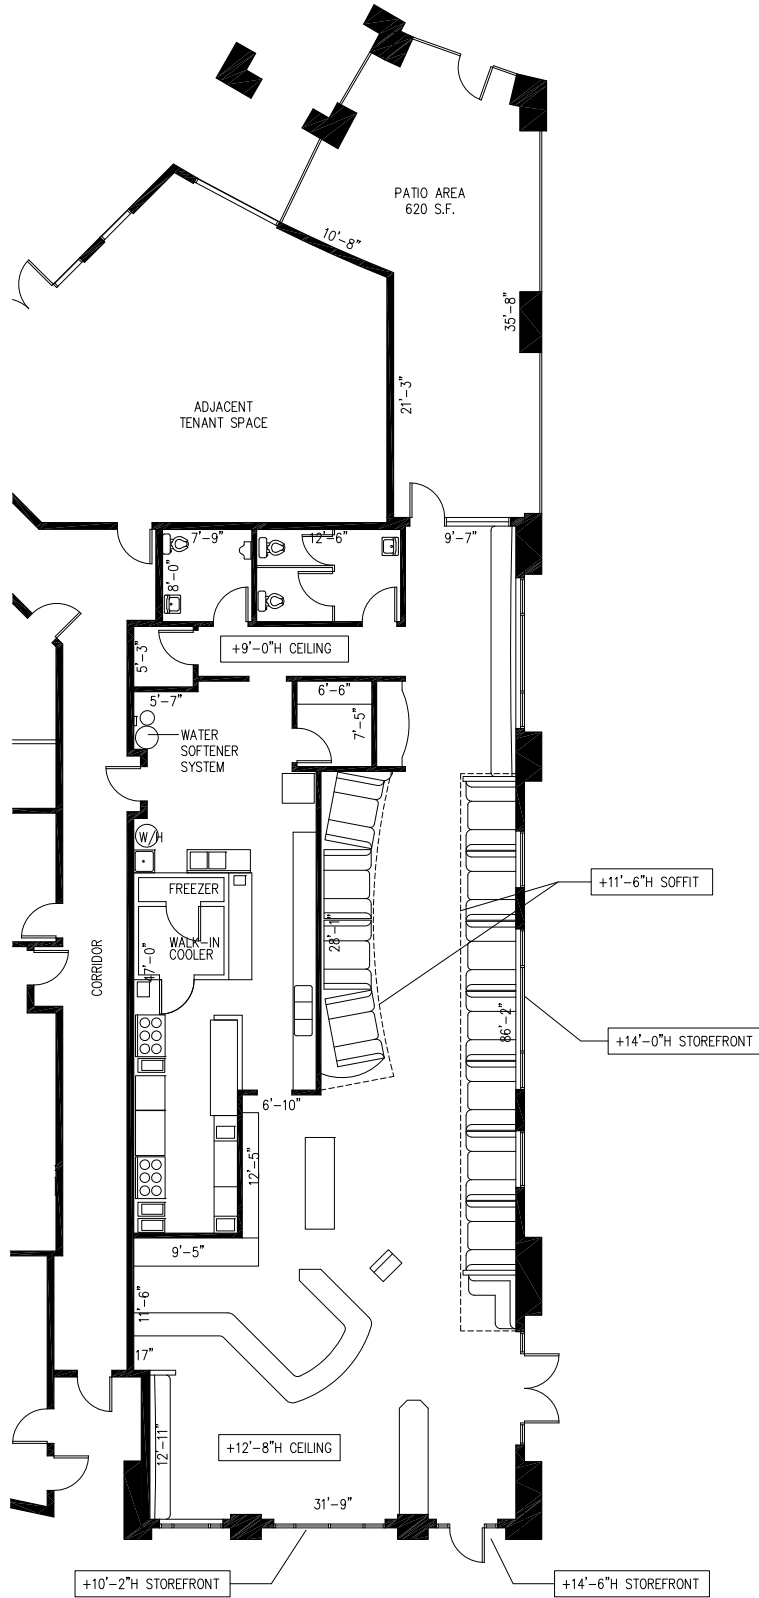 PATIO AREA
620 S.F.
10'-8"
35'-8"
21'-3"
ADJACENT
TENANT SPACE
7'-9"
12'-6"
9'-7"
8'-0"
+9'-0"H CEILING
5'-3"
6'-6"
5'-7"
7'-5"
WATER
SOFTENER
SYSTEM
W/H
FREEZER
+11'-6"H SOFFIT
28'-1"
WALK-IN
COOLER
47'-0"
CORRIDOR
86'-2"
+14'-0"H STOREFRONT
6'-10"
12'-5"
9'-5"
11'-6"
17"
12'-11"
+12'-8"H CEILING
31'-9"
+10'-2"H STOREFRONT
+14'-6"H STOREFRONT